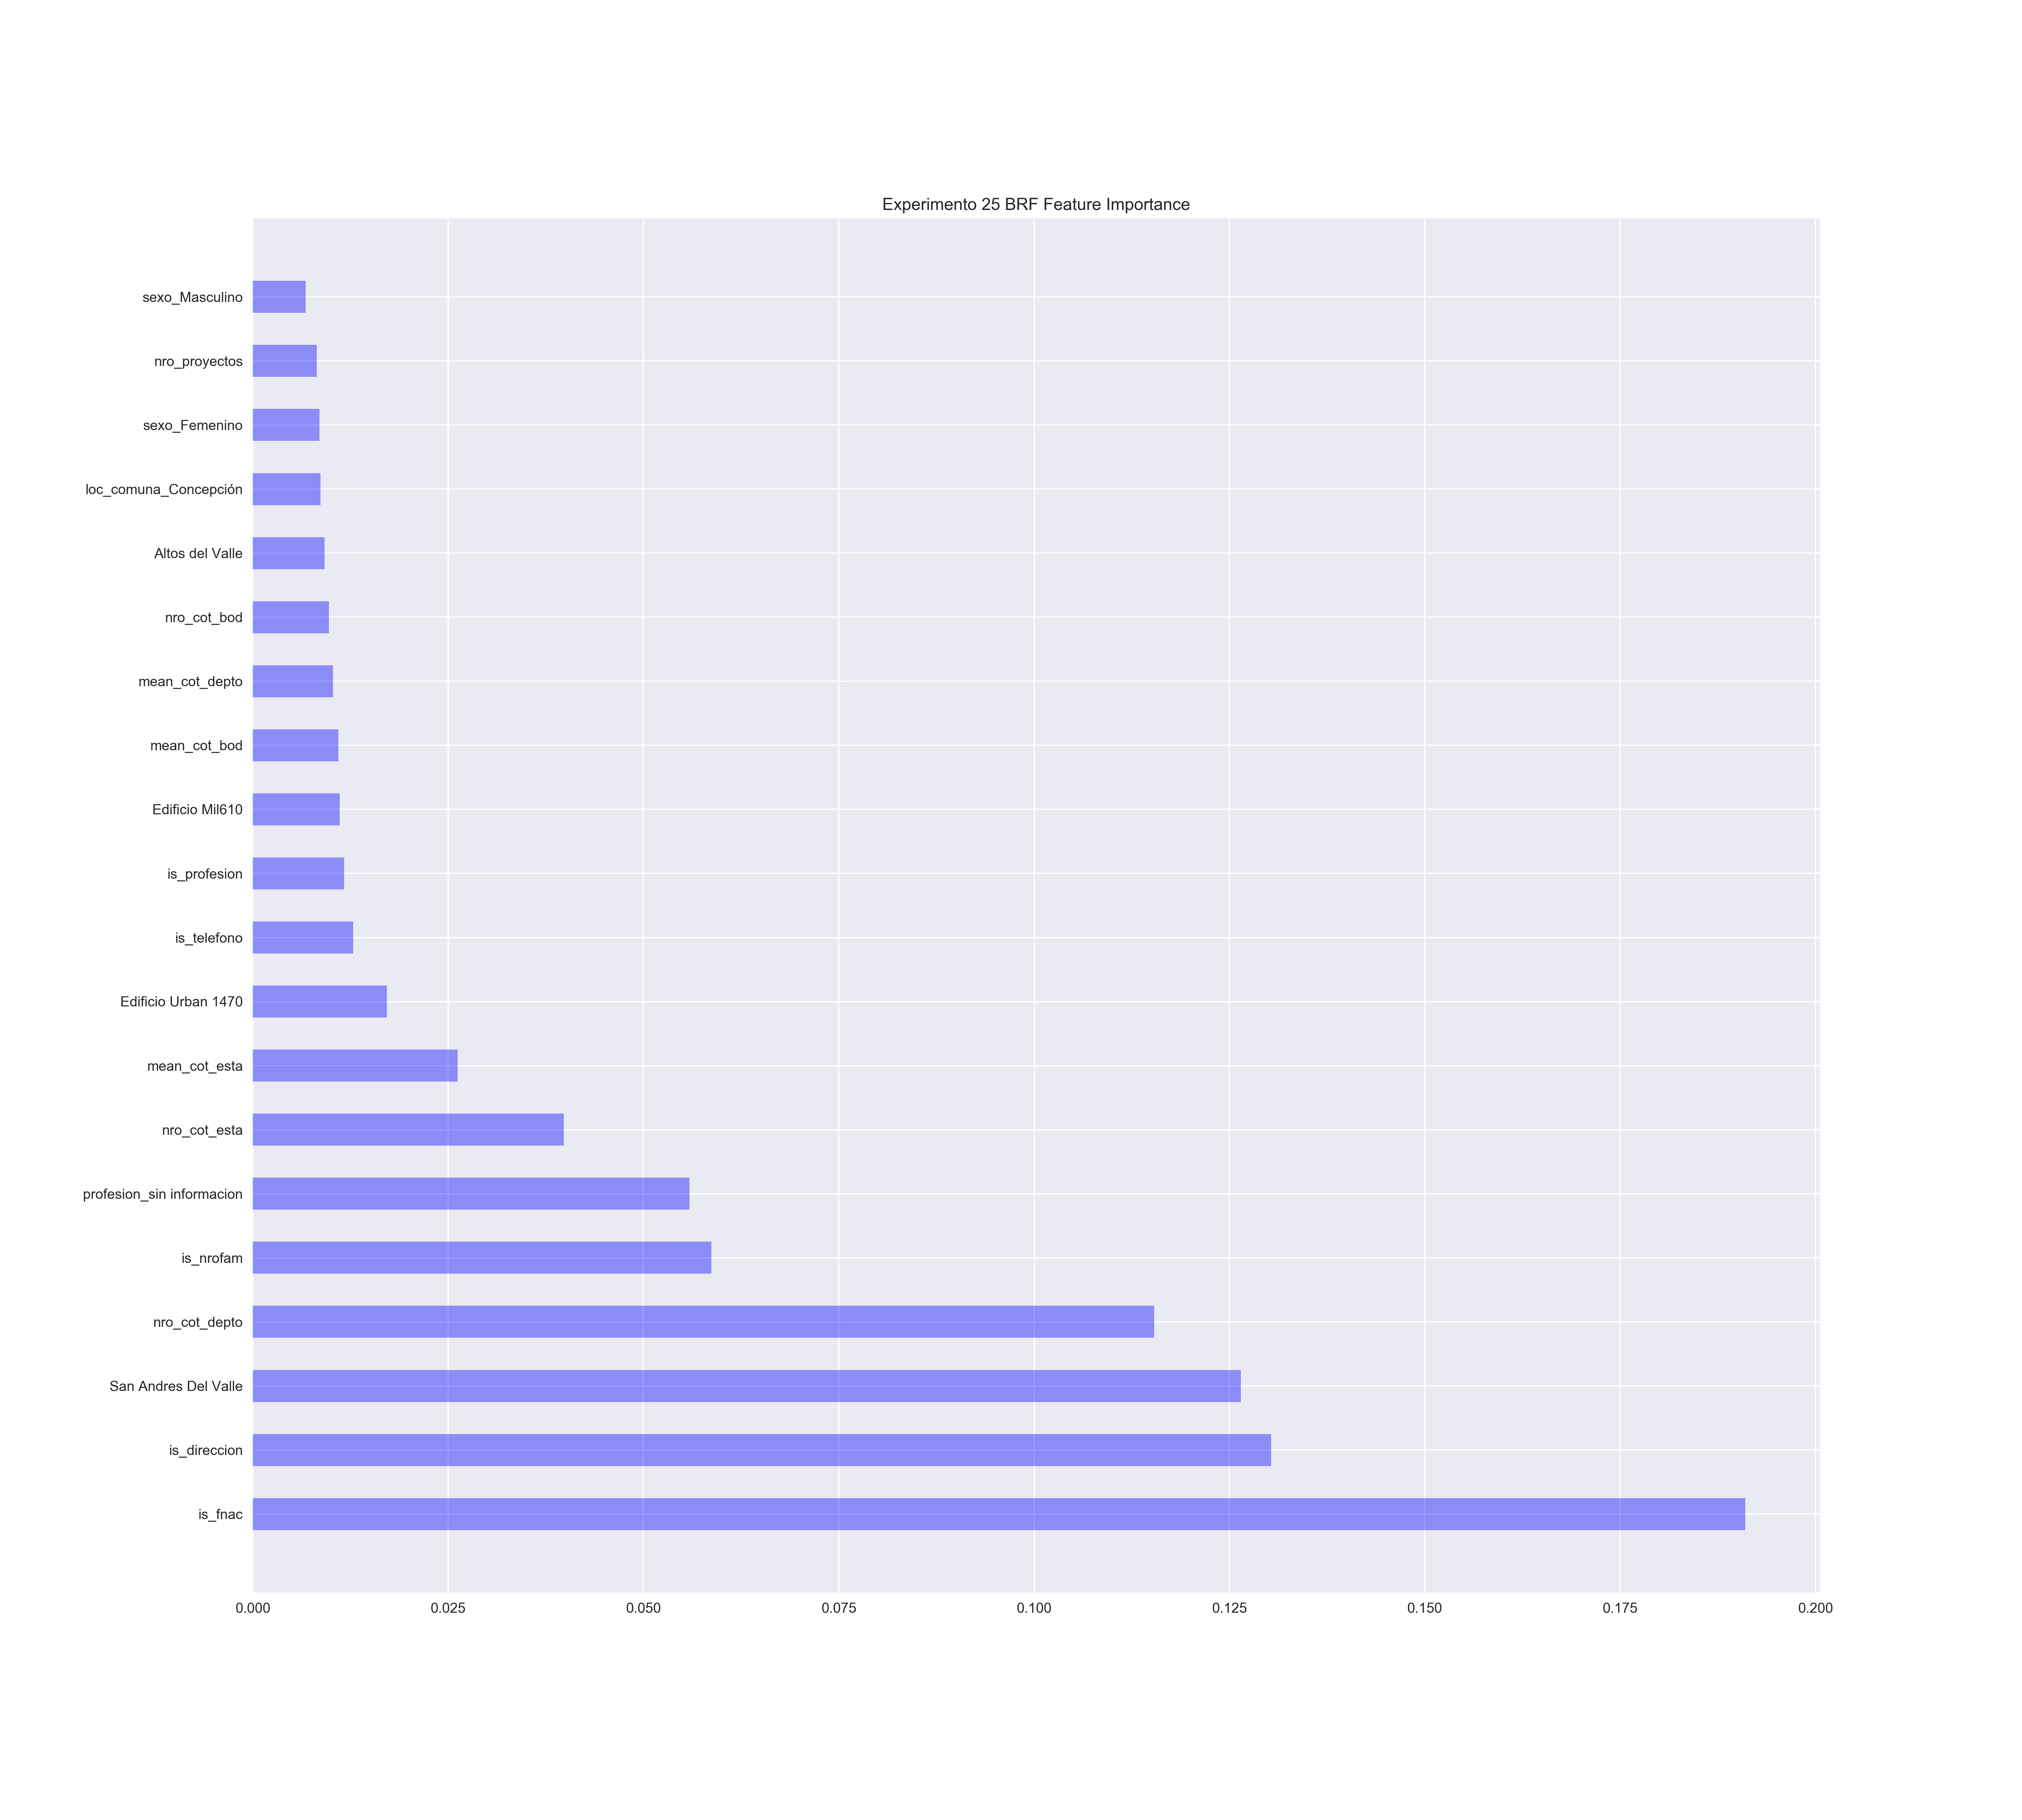 Experimento 25 BRF Feature Importance
sexo_Masculino
nro_proyectos
sexo_Femenino
loc_comuna_Concepción
Altos del Valle
nro_cot_bod
mean_cot_depto
mean_cot_bod
Edificio Mil610
is_profesion
is_telefono
Edificio Urban 1470
mean_cot_esta
nro_cot_esta
profesion_sin informacion
is_nrofam
nro_cot_depto
San Andres Del Valle
is_direccion
is_fnac
0.000 0.025 0.050 0.075 0.100 0.125 0.150 0.175 0.200